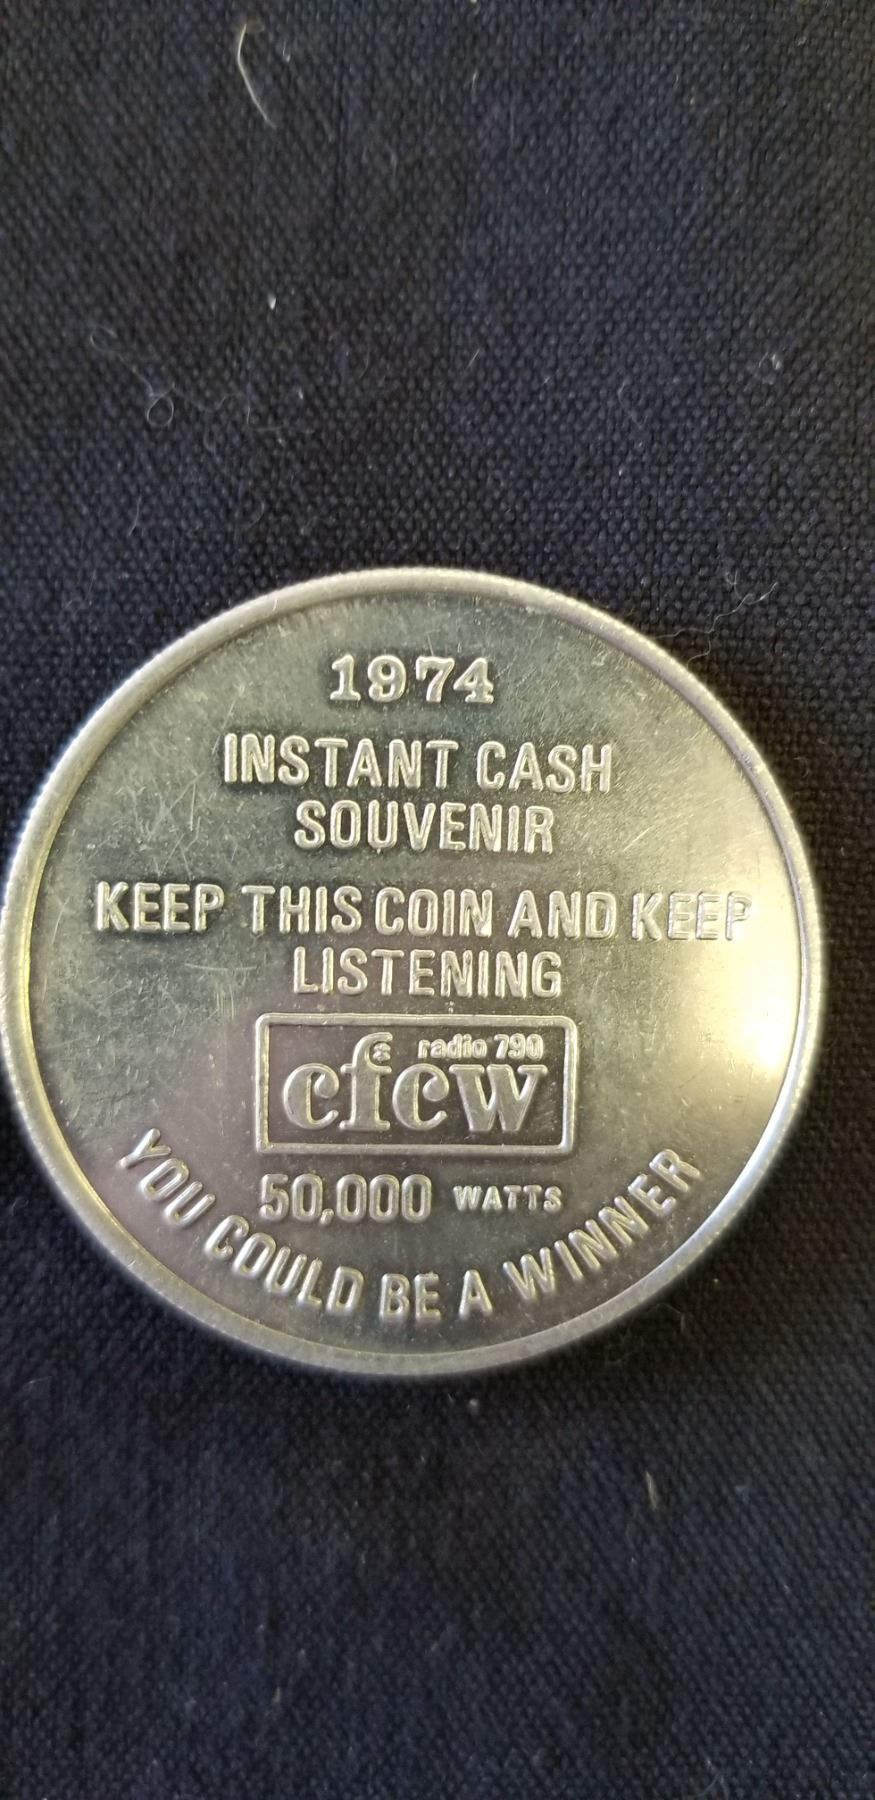 1974
INSTANT CASH
SOUVENIR
KEEP THIS COIN AND KEEP
LISTENING
radio 790
cfcw
50,000 WATTS
YOU COULD BE A WINNER